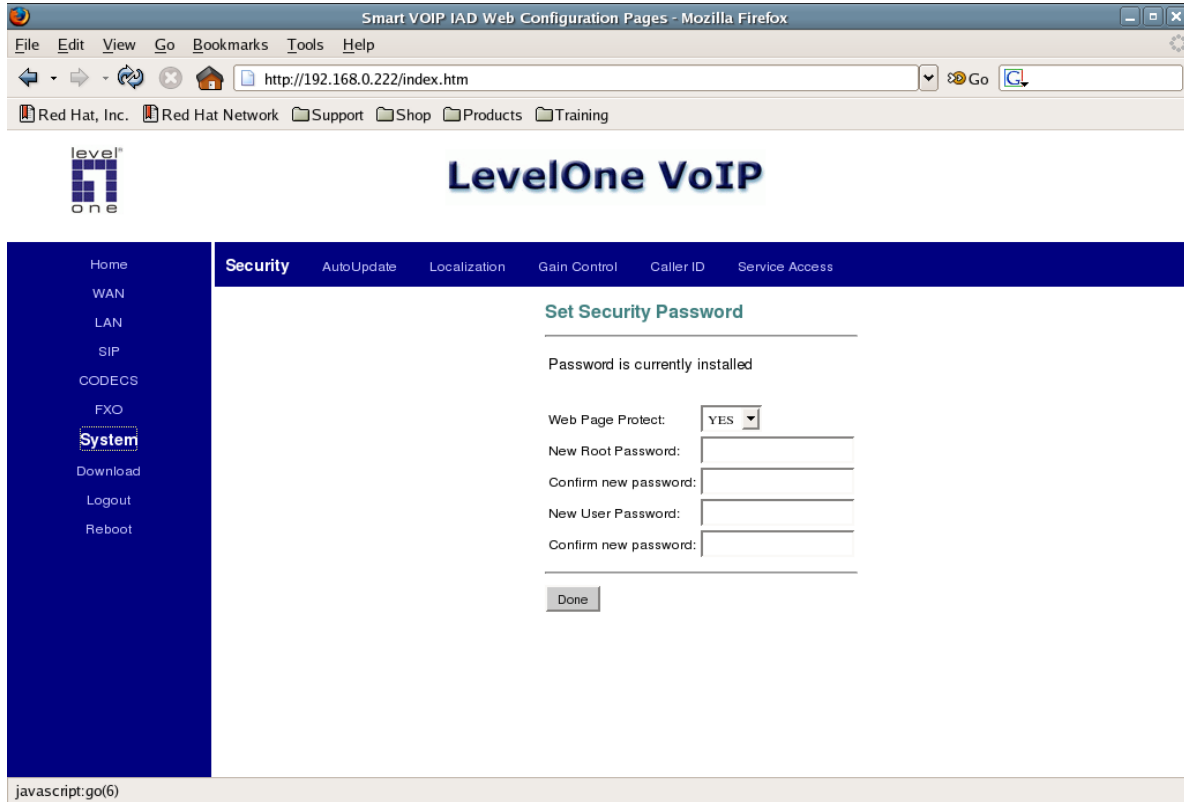 Smart VOIP IAD Web Configuration Pages - Mozilla Firefox
File Edit View Go Bookmarks Tools Help
http://192.168.0.222/index.htm Go G
Red Hat, Inc. Red Hat Network Support Shop Products Training
level®
one
LevelOne VoIP
Home
WAN
LAN
SIP
CODECS
FXO
System
Download
Logout
Reboot
Security AutoUpdate Localization Gain Control Caller ID Service Access
Set Security Password
Password is currently installed
Web Page Protect: YES
New Root Password:
Confirm new password:
New User Password:
Confirm new password:
Done
javascript:go(6)